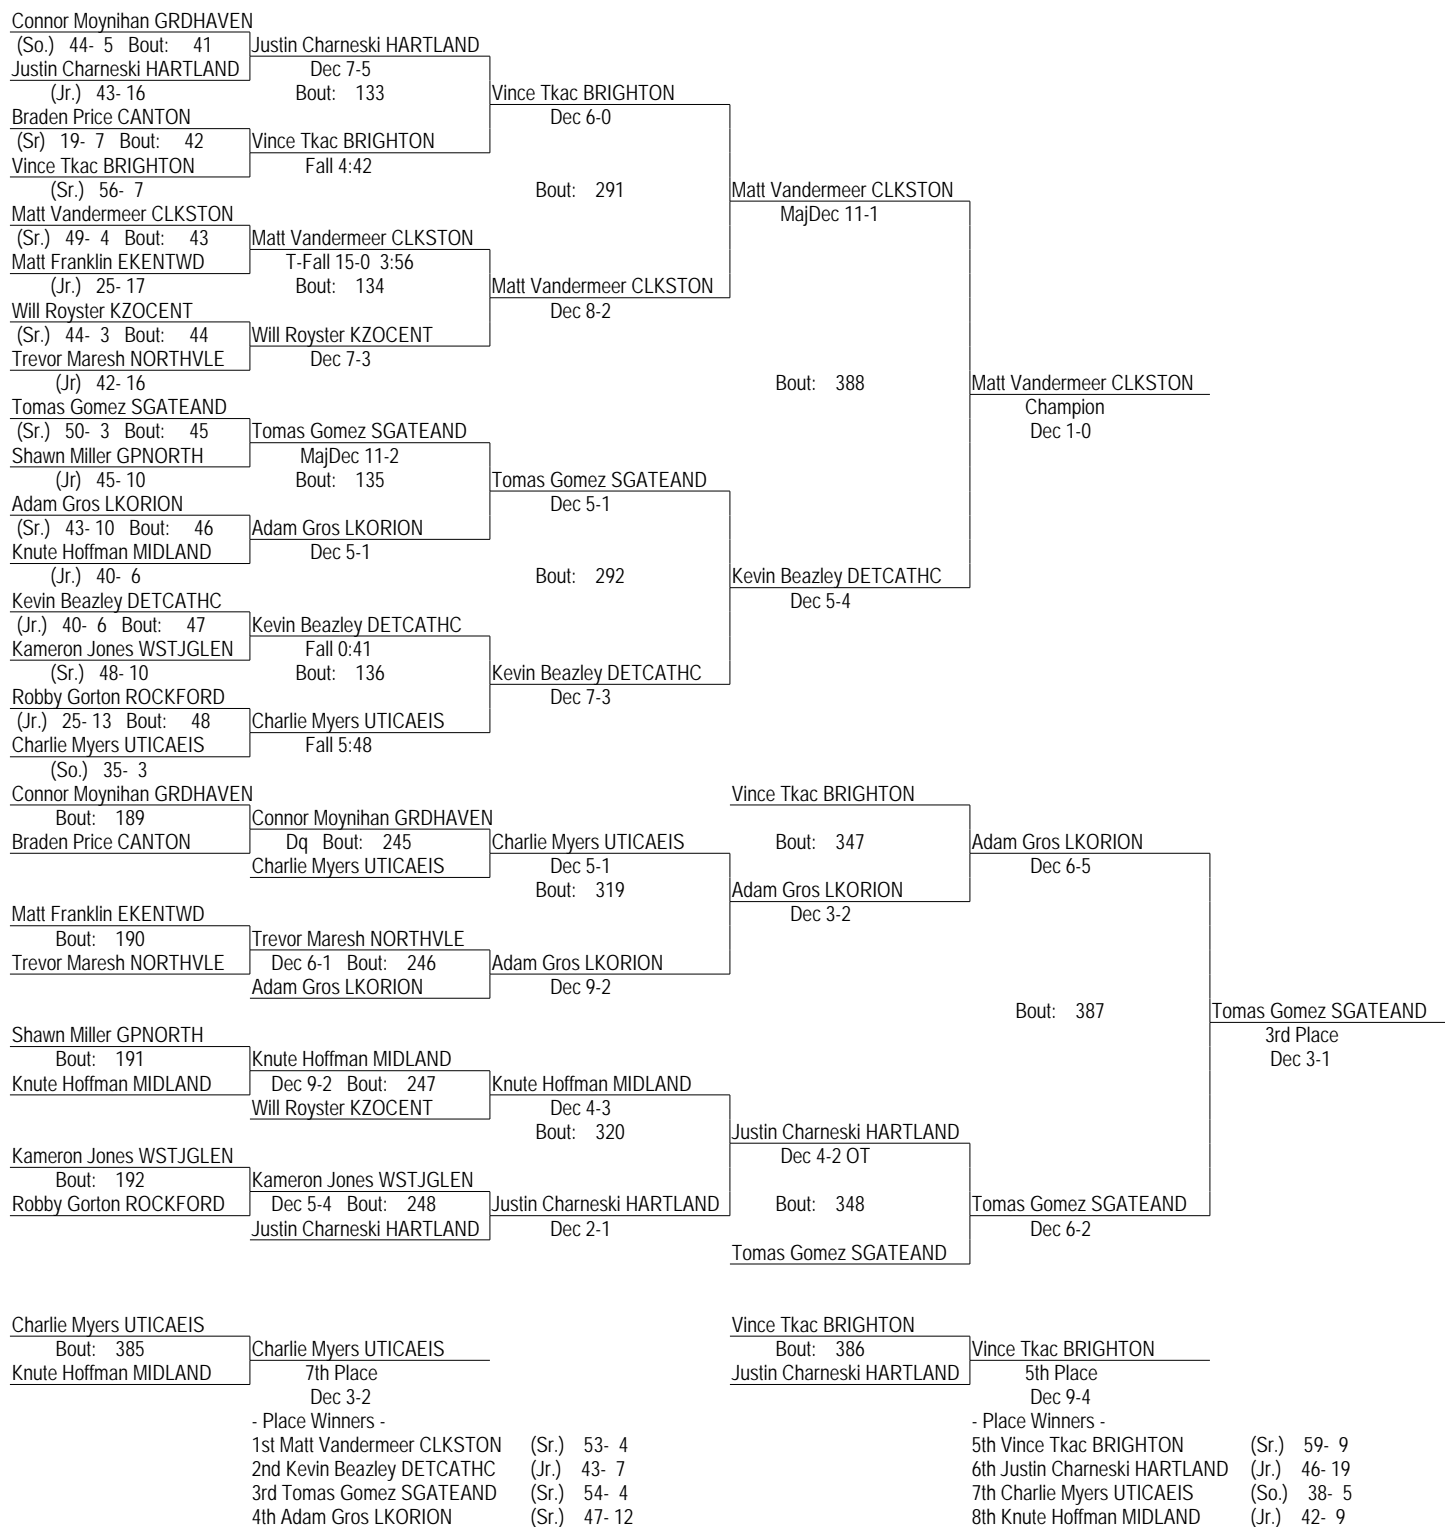 Connor Moynihan GRDHAVEN
(So.) 44- 5 Bout: 41 Justin Charneski HARTLAND
Justin Charneski HARTLAND Dec 7-5
(Jr.) 43- 16 Bout: 133 Vince Tkac BRIGHTON
Braden Price CANTON Dec 6-0
(Sr) 19- 7 Bout: 42 Vince Tkac BRIGHTON
Vince Tkac BRIGHTON Fall 4:42
(Sr.) 56- 7 Bout: 291 Matt Vandermeer CLKSTON
Matt Vandermeer CLKSTON MajDec 11-1
(Sr.) 49- 4 Bout: 43 Matt Vandermeer CLKSTON
Matt Franklin EKENTWD T-Fall 15-0 3:56
(Jr.) 25- 17 Bout: 134 Matt Vandermeer CLKSTON
Will Royster KZOCENT Dec 8-2
(Sr.) 44- 3 Bout: 44 Will Royster KZOCENT
Trevor Maresh NORTHVLE Dec 7-3
(Jr) 42- 16 Bout: 388 Matt Vandermeer CLKSTON
Tomas Gomez SGATEAND Champion
(Sr.) 50- 3 Bout: 45 Tomas Gomez SGATEAND Dec 1-0
Shawn Miller GPNORTH MajDec 11-2
(Jr) 45- 10 Bout: 135 Tomas Gomez SGATEAND
Adam Gros LKORION Dec 5-1
(Sr.) 43- 10 Bout: 46 Adam Gros LKORION
Knute Hoffman MIDLAND Dec 5-1
(Jr.) 40- 6 Bout: 292 Kevin Beazley DETCATHC
Kevin Beazley DETCATHC Dec 5-4
(Jr.) 40- 6 Bout: 47 Kevin Beazley DETCATHC
Kameron Jones WSTJGLEN Fall 0:41
(Sr.) 48- 10 Bout: 136 Kevin Beazley DETCATHC
Robby Gorton ROCKFORD Dec 7-3
(Jr.) 25- 13 Bout: 48 Charlie Myers UTICAEIS
Charlie Myers UTICAEIS Fall 5:48
(So.) 35- 3
Connor Moynihan GRDHAVEN Vince Tkac BRIGHTON
Bout: 189 Connor Moynihan GRDHAVEN
Braden Price CANTON Dq Bout: 245 Charlie Myers UTICAEIS Bout: 347 Adam Gros LKORION
Charlie Myers UTICAEIS Dec 5-1 Dec 6-5
Bout: 319 Adam Gros LKORION
Matt Franklin EKENTWD Dec 3-2
Bout: 190 Trevor Maresh NORTHVLE
Trevor Maresh NORTHVLE Dec 6-1 Bout: 246 Adam Gros LKORION
Adam Gros LKORION Dec 9-2
Bout: 387 Tomas Gomez SGATEAND
Shawn Miller GPNORTH 3rd Place
Bout: 191 Knute Hoffman MIDLAND Dec 3-1
Knute Hoffman MIDLAND Dec 9-2 Bout: 247 Knute Hoffman MIDLAND
Will Royster KZOCENT Dec 4-3
Bout: 320 Justin Charneski HARTLAND
Kameron Jones WSTJGLEN Dec 4-2 OT
Bout: 192 Kameron Jones WSTJGLEN
Robby Gorton ROCKFORD Dec 5-4 Bout: 248 Justin Charneski HARTLAND Bout: 348 Tomas Gomez SGATEAND
Justin Charneski HARTLAND Dec 2-1 Dec 6-2
Tomas Gomez SGATEAND
Charlie Myers UTICAEIS Vince Tkac BRIGHTON
Bout: 385 Charlie Myers UTICAEIS Bout: 386 Vince Tkac BRIGHTON
Knute Hoffman MIDLAND 7th Place Justin Charneski HARTLAND 5th Place
Dec 3-2 Dec 9-4
- Place Winners - - Place Winners -
1st Matt Vandermeer CLKSTON (Sr.) 53- 4 5th Vince Tkac BRIGHTON (Sr.) 59- 9
2nd Kevin Beazley DETCATHC (Jr.) 43- 7 6th Justin Charneski HARTLAND (Jr.) 46- 19
3rd Tomas Gomez SGATEAND (Sr.) 54- 4 7th Charlie Myers UTICAEIS (So.) 38- 5
4th Adam Gros LKORION (Sr.) 47- 12 8th Knute Hoffman MIDLAND (Jr.) 42- 9